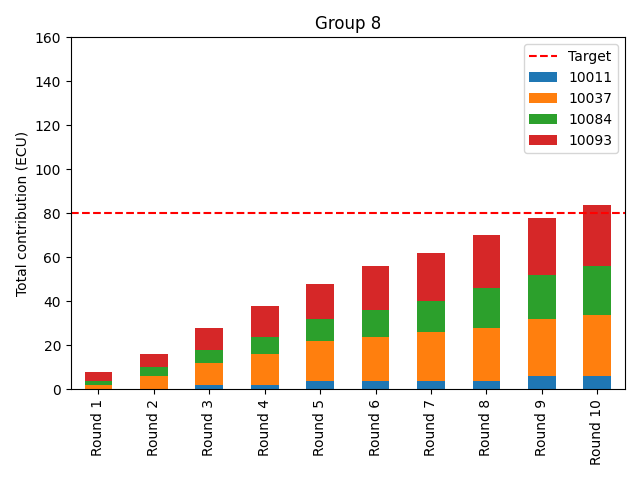 Group 8
Total contribution (ECU)
160
140
120
100
80
60
40
20
0
Target
10011
10037
10084
10093
Round 1
Round 2
Round 3
Round 4
Round 5
Round 6
Round 7
Round 8
Round 9
Round 10